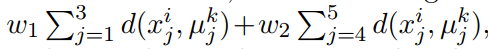 $w_1 \sum_{j=1}^{3} d(x_j^i, \mu_j^k) + w_2 \sum_{j=4}^{5} d(x_j^i, \mu_j^k),$